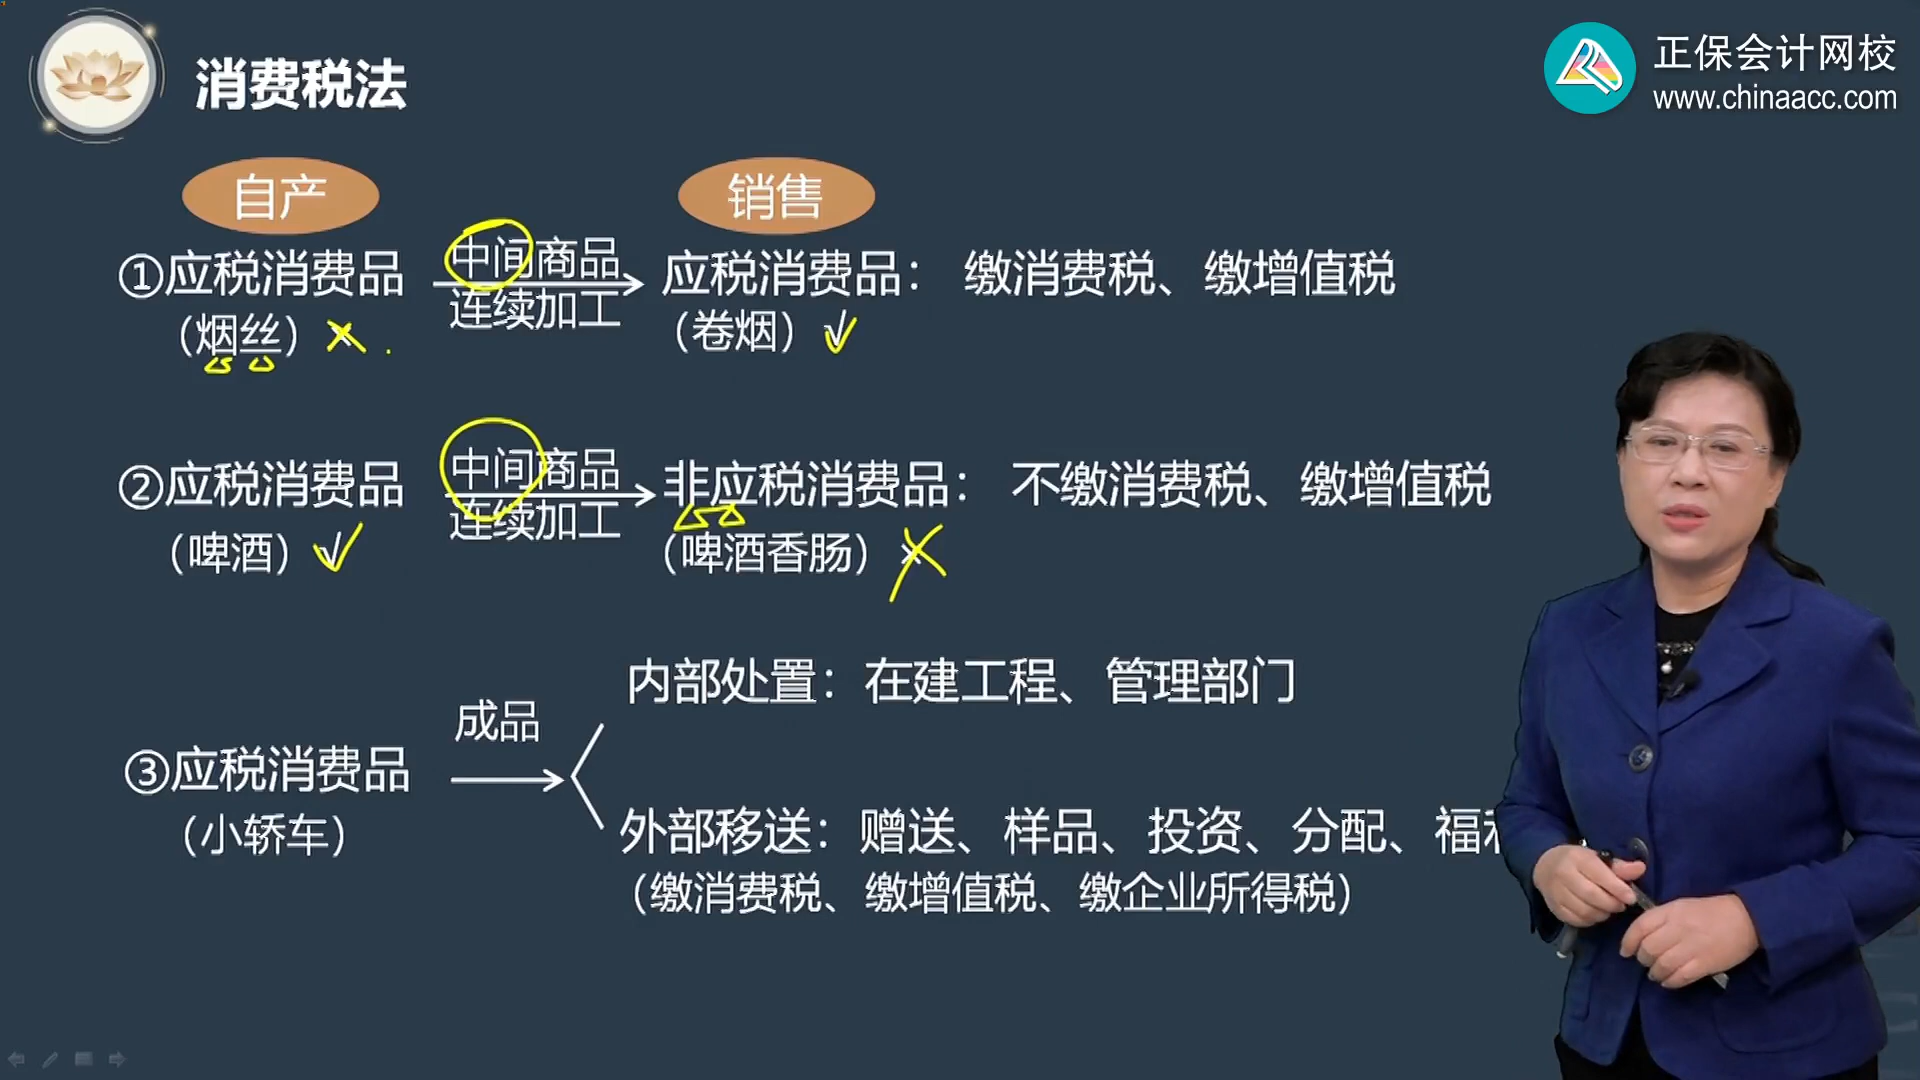 消费税法
正保会计网校
www.chinaacc.com
自产
销售
①应税消费品
中间商品
连续加工
应税消费品：缴消费税、缴增值税
（烟丝）×
（卷烟）√
②应税消费品
中间商品
连续加工
非应税消费品：不缴消费税、缴增值税
（啤酒）√
（啤酒香肠）×
内部处置：在建工程、管理部门
成品
③应税消费品
（小轿车）
外部移送：赠送、样品、投资、分配、福
（缴消费税、缴增值税、缴企业所得税）